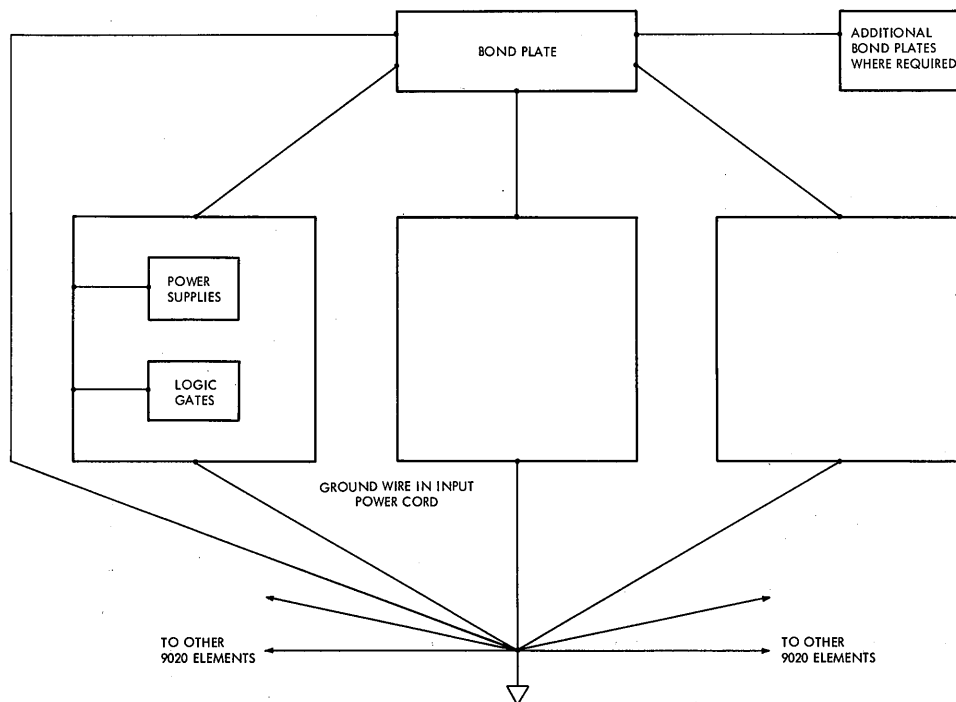 BOND PLATE
ADDITIONAL
BOND PLATES
WHERE REQUIRED
POWER
SUPPLIES
LOGIC
GATES
GROUND WIRE IN INPUT
POWER CORD
TO OTHER
9020 ELEMENTS
TO OTHER
9020 ELEMENTS